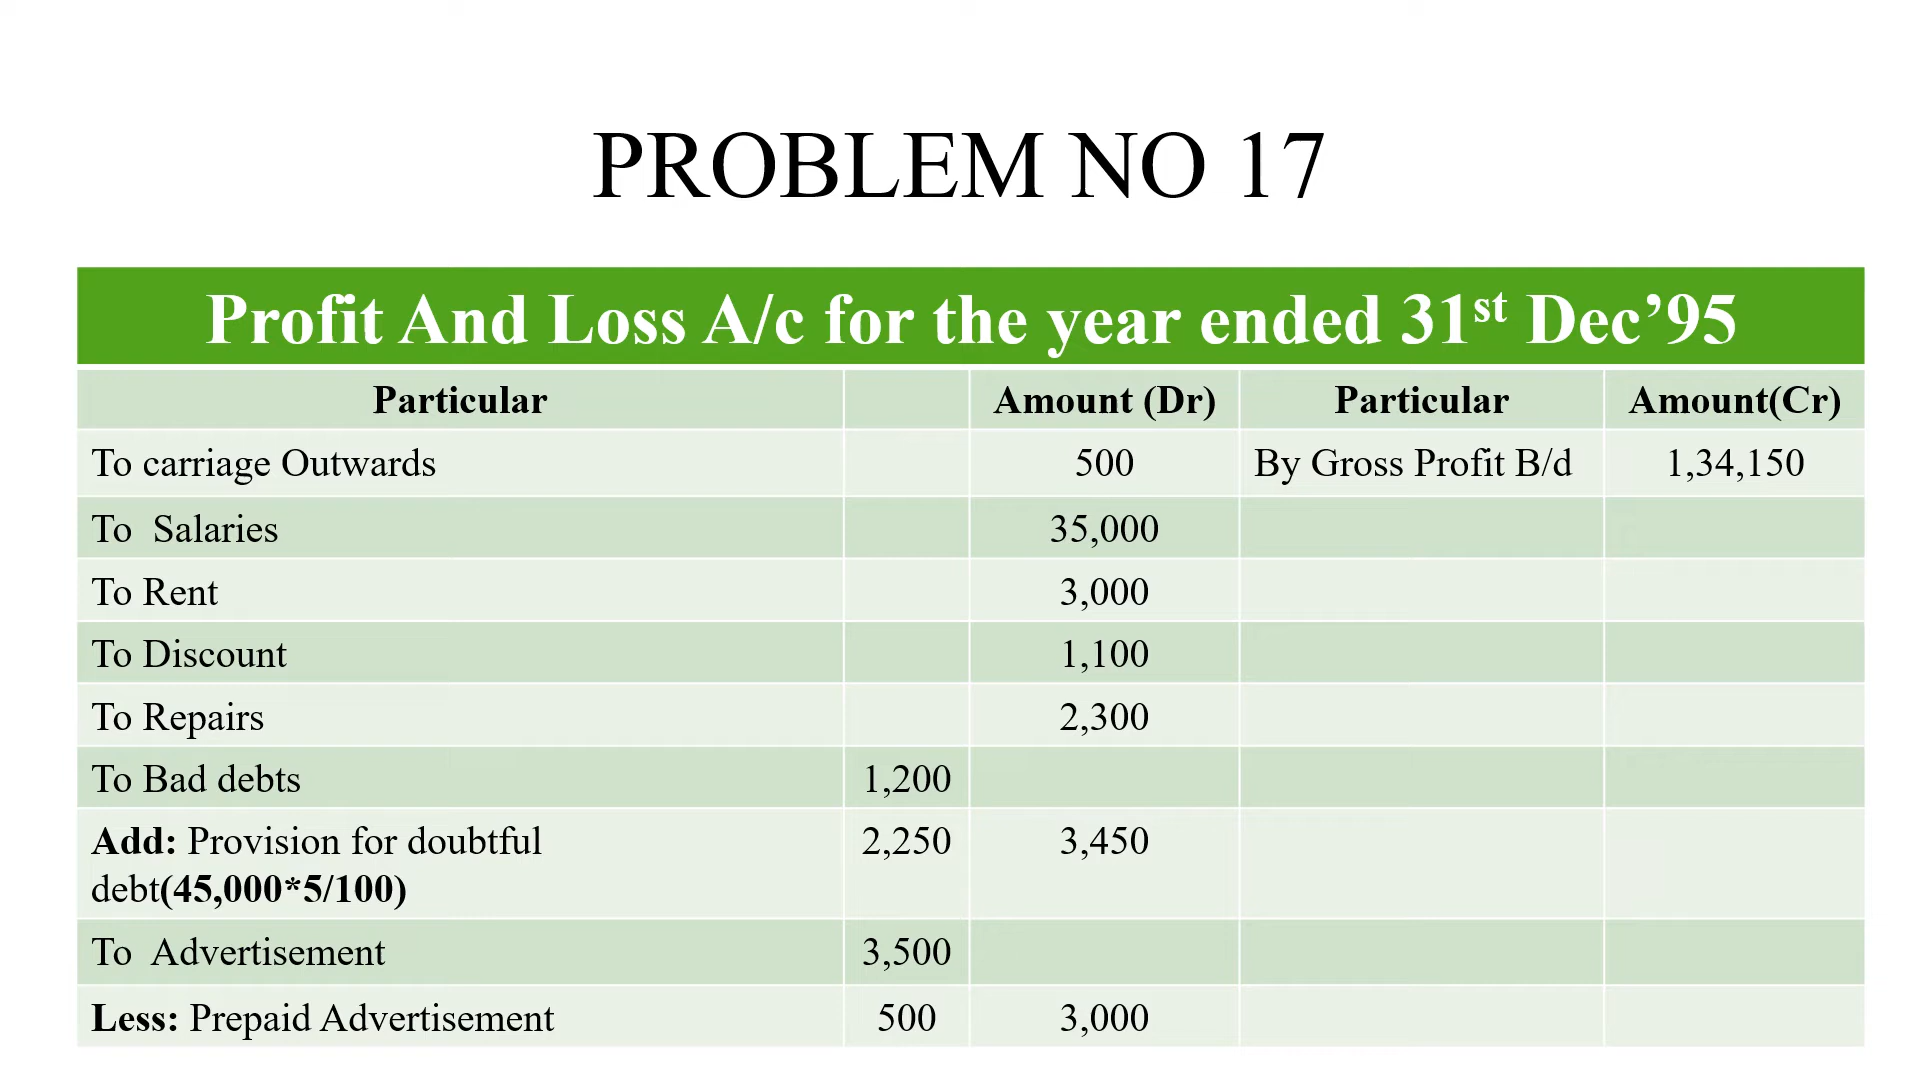 PROBLEM NO 17
Profit And Loss A/c for the year ended 31st Dec’95
Particular Amount (Dr) Particular Amount(Cr)
To carriage Outwards 500 By Gross Profit B/d 1,34,150
To Salaries 35,000
To Rent 3,000
To Discount 1,100
To Repairs 2,300
To Bad debts 1,200
Add: Provision for doubtful 2,250 3,450
debt(45,000*5/100)
To Advertisement 3,500
Less: Prepaid Advertisement 500 3,000